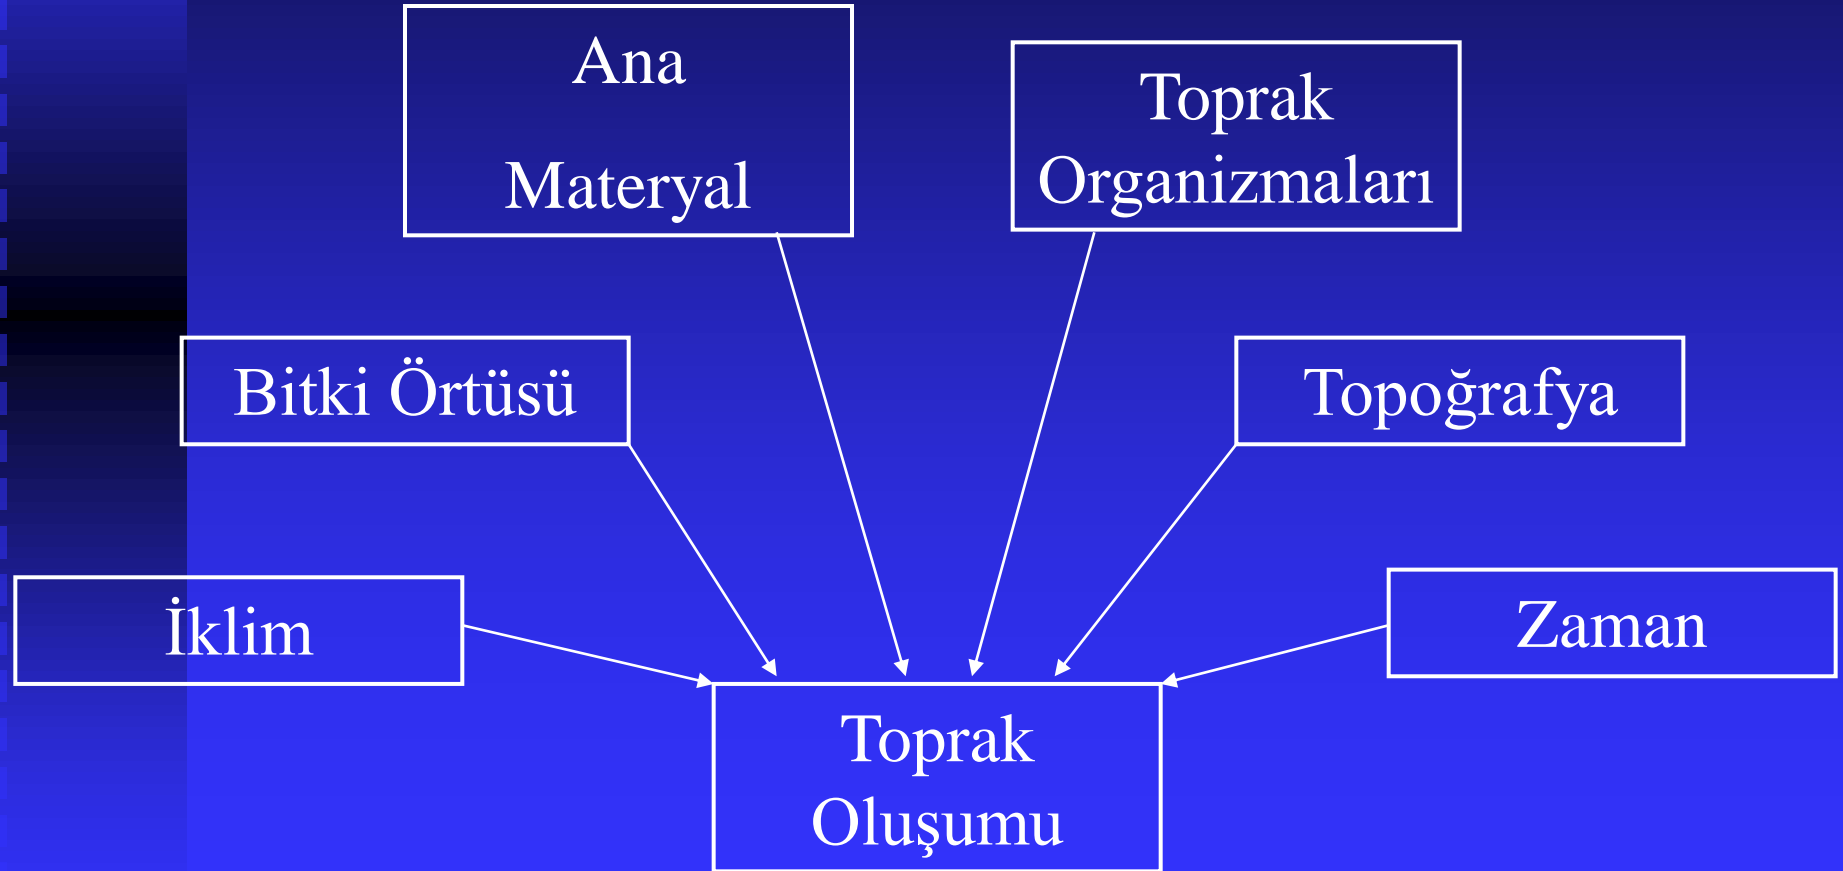 Ana
Materyal
Toprak
Organizmaları
Bitki Örtüsü
Topoğrafya
İklim
Zaman
Toprak
Oluşumu